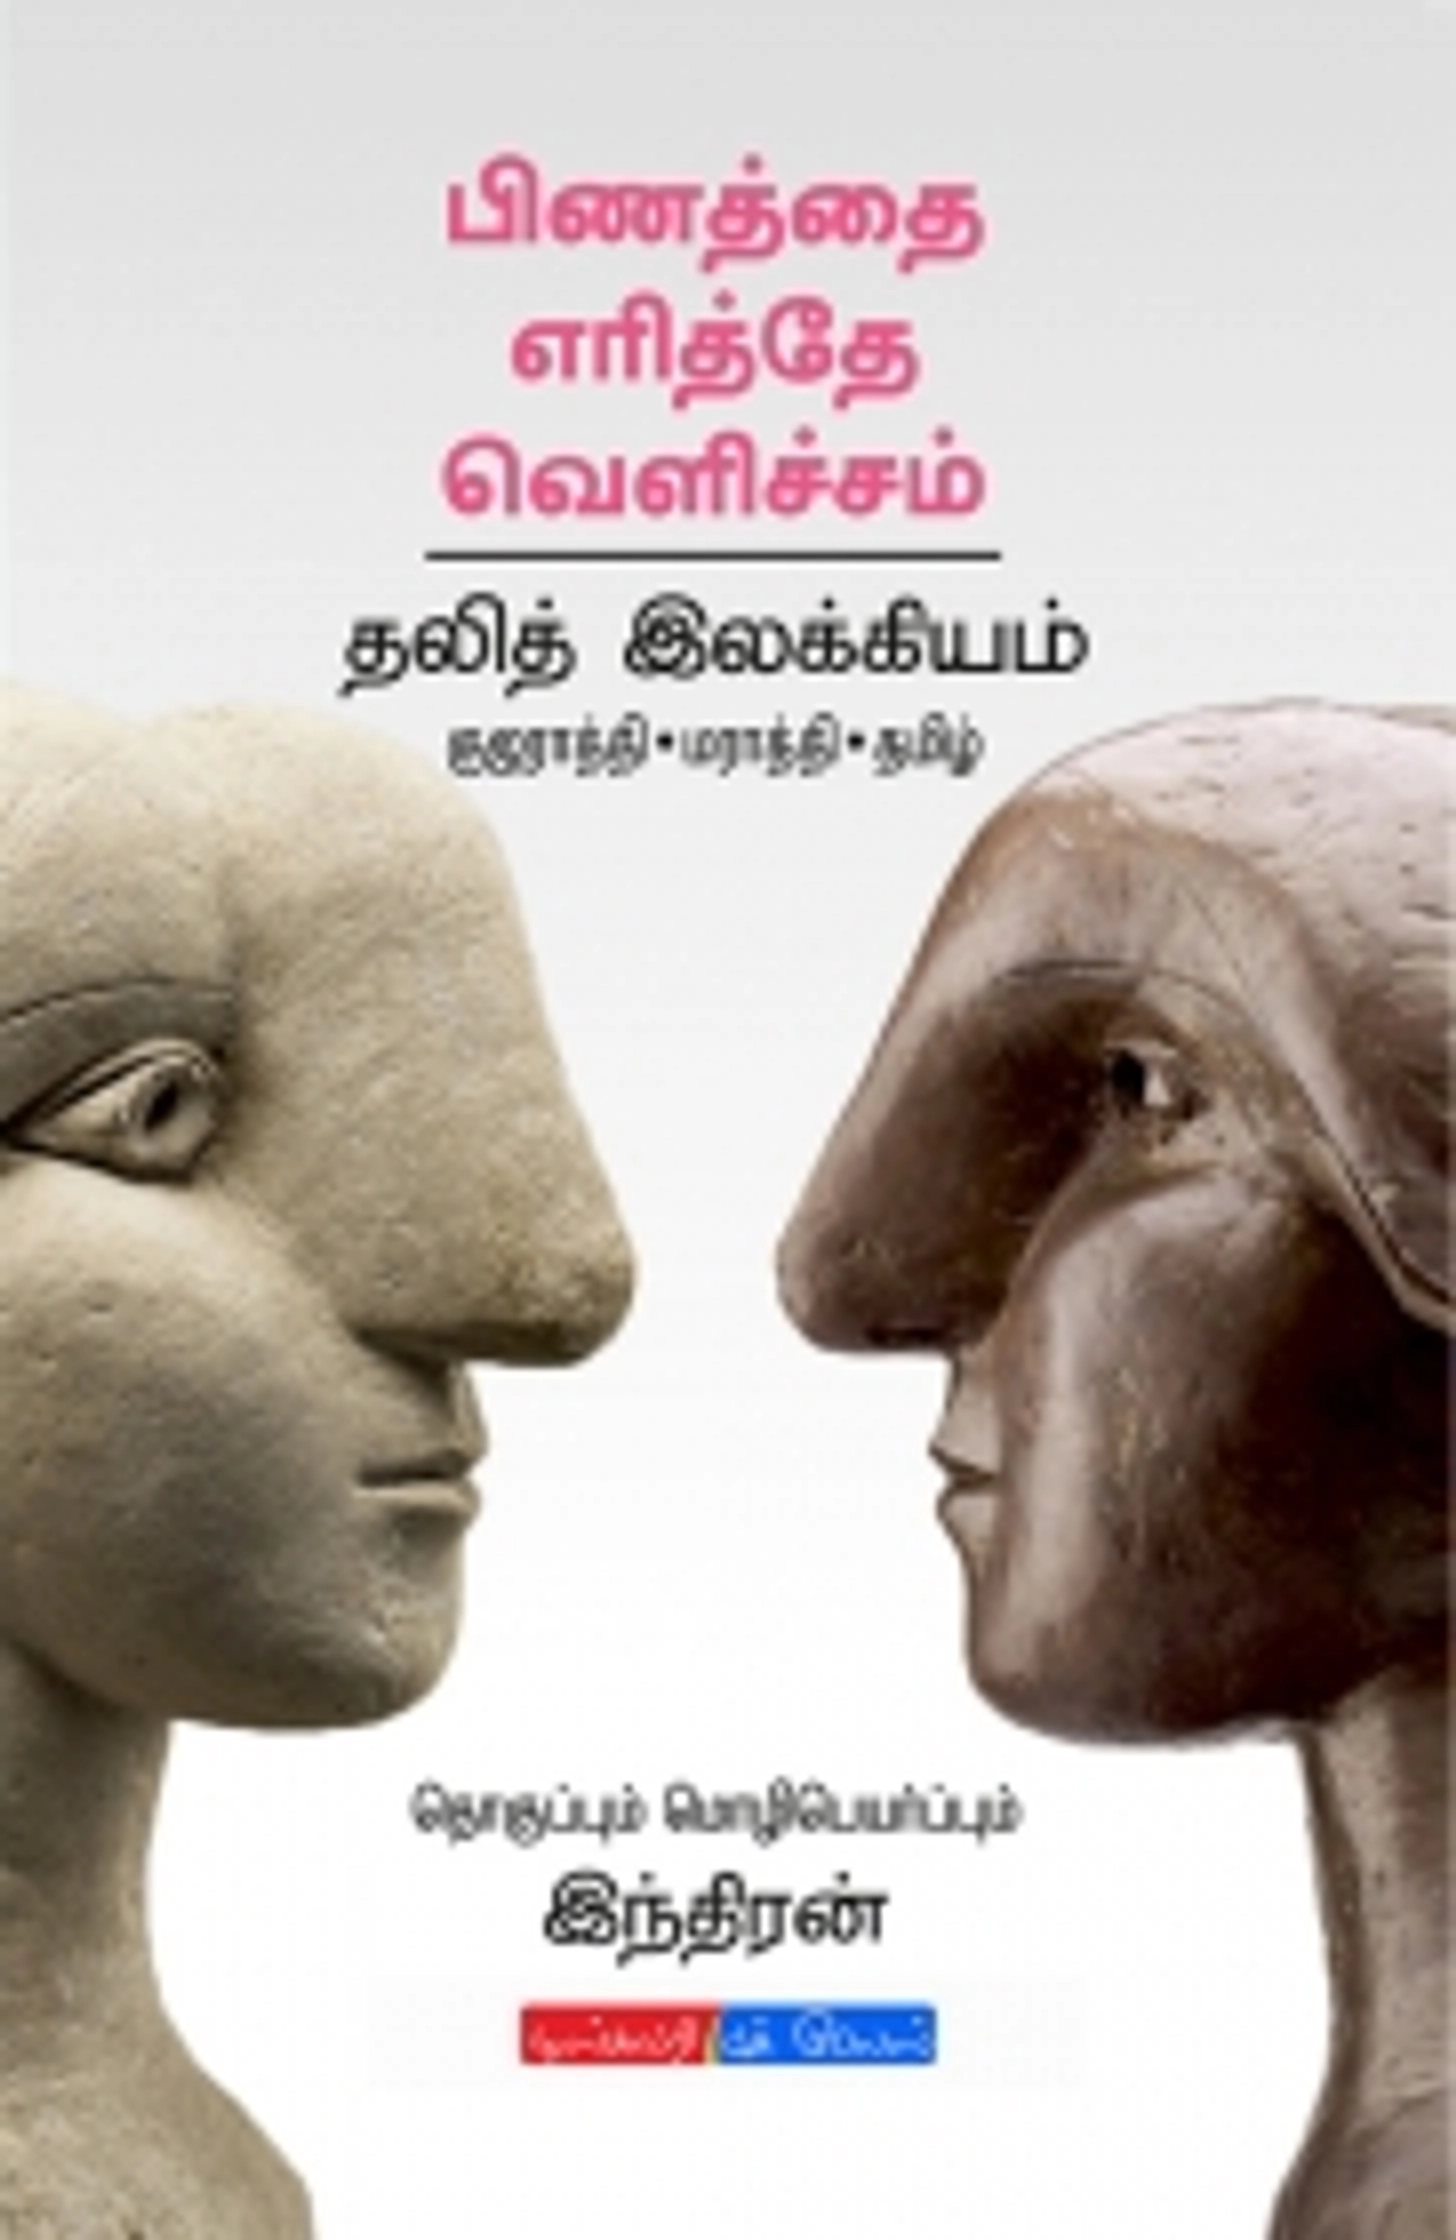 பிணத்தை
எரித்தே
வெளிச்சம்
தலித் இலக்கியம்
குஜராத்தி • மராத்தி • தமிழ்
தொகுப்பும் மொழிபெயர்ப்பும்
இந்திரன்